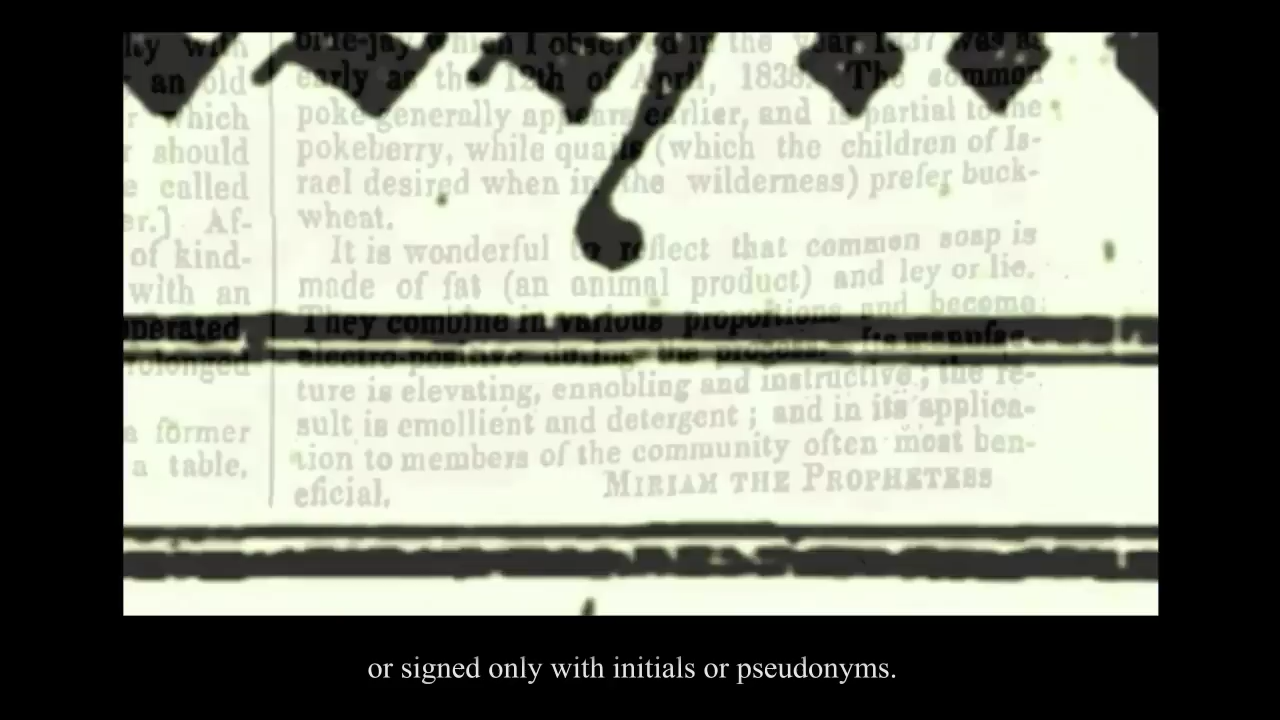 lty with
an old
which
should
e called
er.] Af-
of kind-
with an
nerated
rolonged
a former
a table,
blue-jay which I observed in the year 1837 was as
early as the 12th of April, 1838. The common
poke generally appears earlier, and is partial to the
pokeberry, while quails (which the children of Is-
rael desired when in the wilderness) prefer buck-
wheat.
It is wonderful to reflect that common soap is
made of fat (an animal product) and ley or lie.
They combine in various propotitions and become
electro-positive during the progess. Its manufac-
ture is elevating, ennobling and instructive; the re-
sult is emollient and detergent; and in its applica-
tion to members of the community often most ben-
eficial.
MIRIAM THE PROPHETESS
or signed only with initials or pseudonyms.